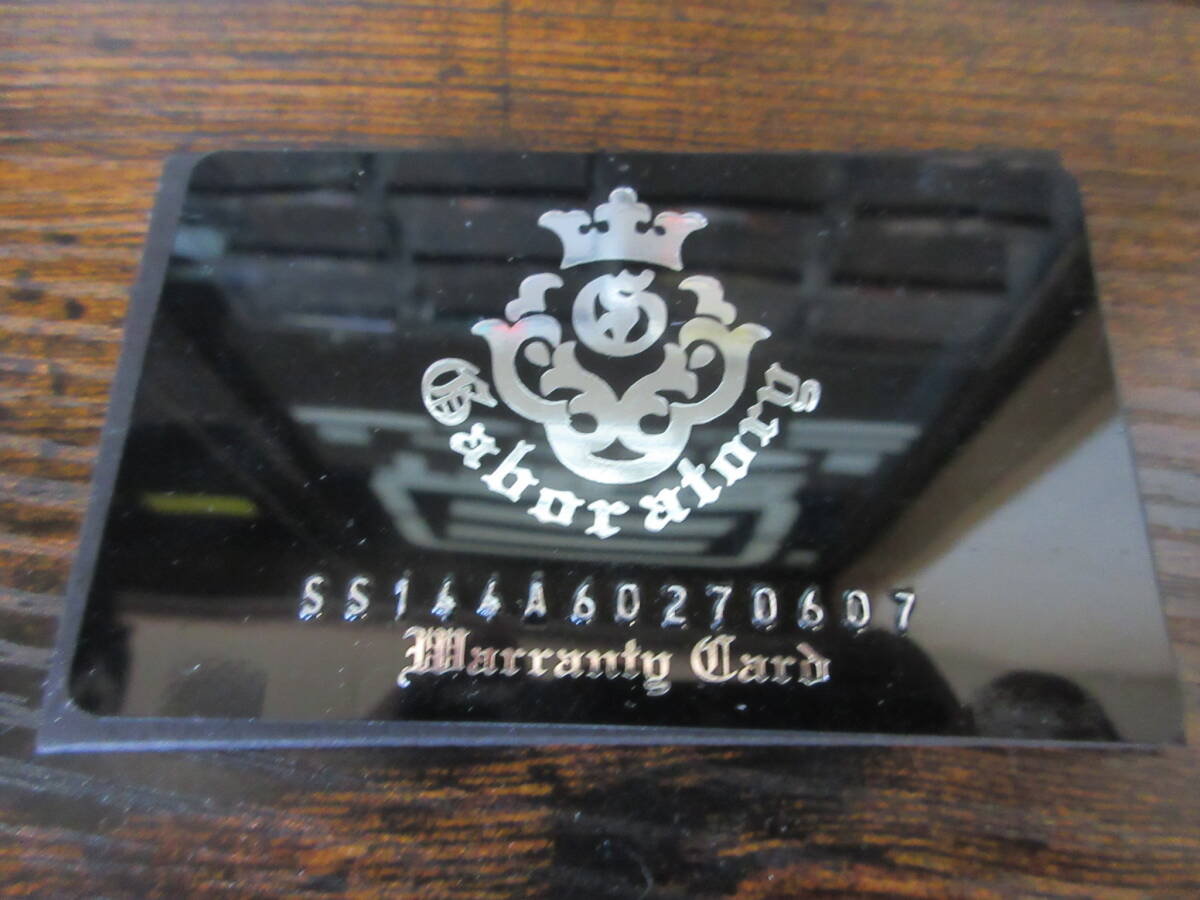 G
Gaboratory
SS144A60270607
Warranty Card